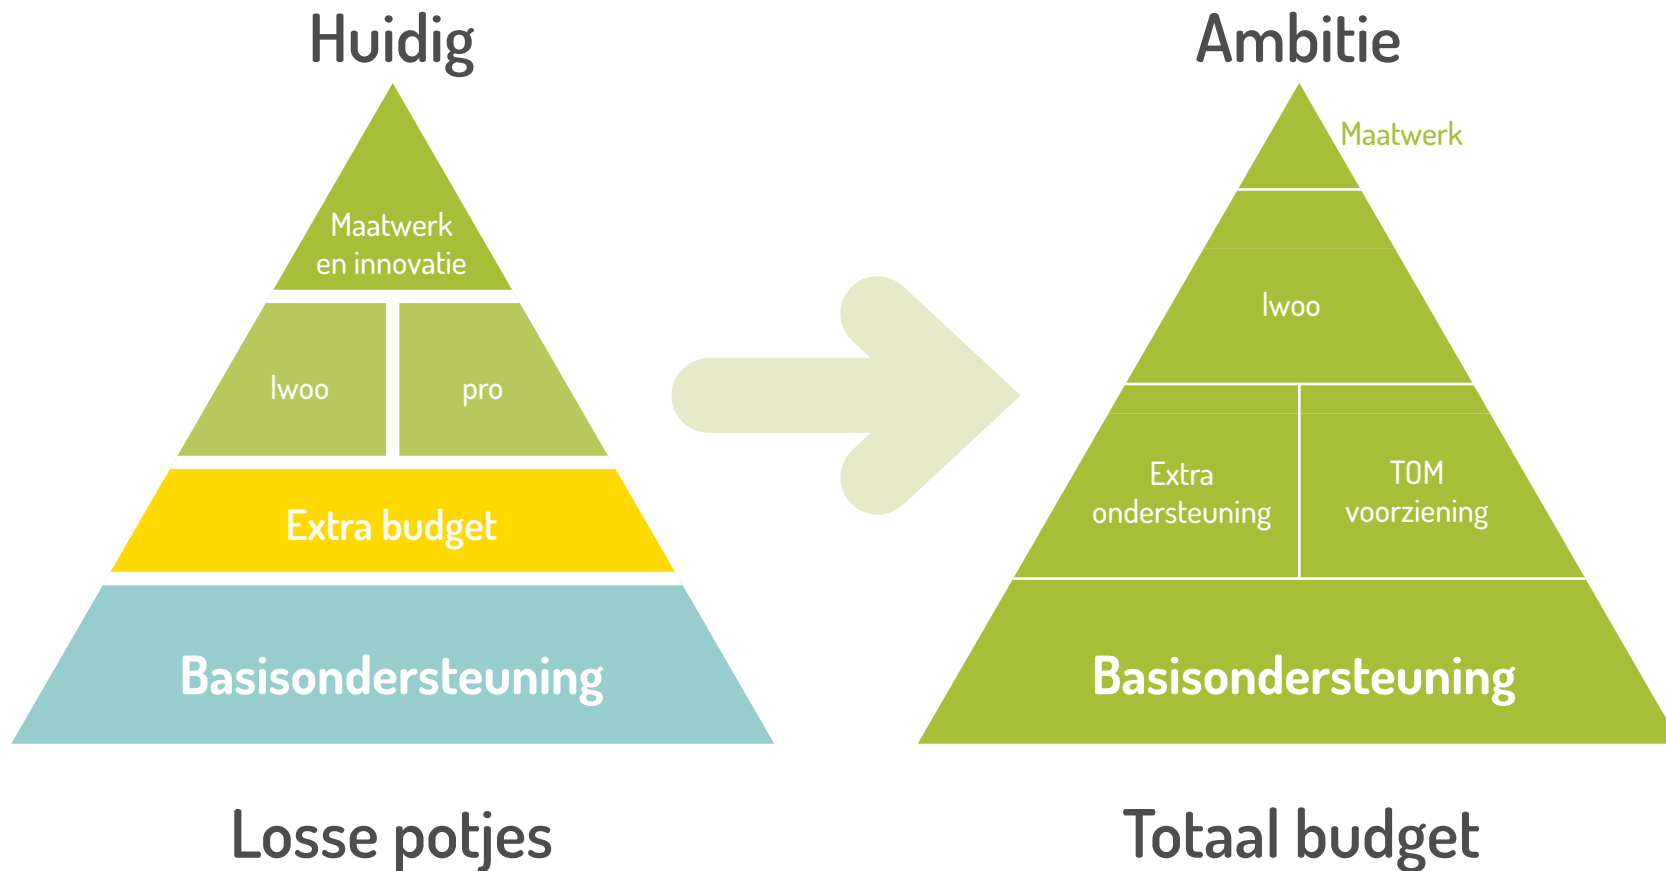 Huidig
Maatwerk
en innovatie
lwoo
pro
Extra budget
Basisondersteuning
Losse potjes
Ambitie
Maatwerk
lwoo
Extra
ondersteuning
TOM
voorziening
Basisondersteuning
Totaal budget